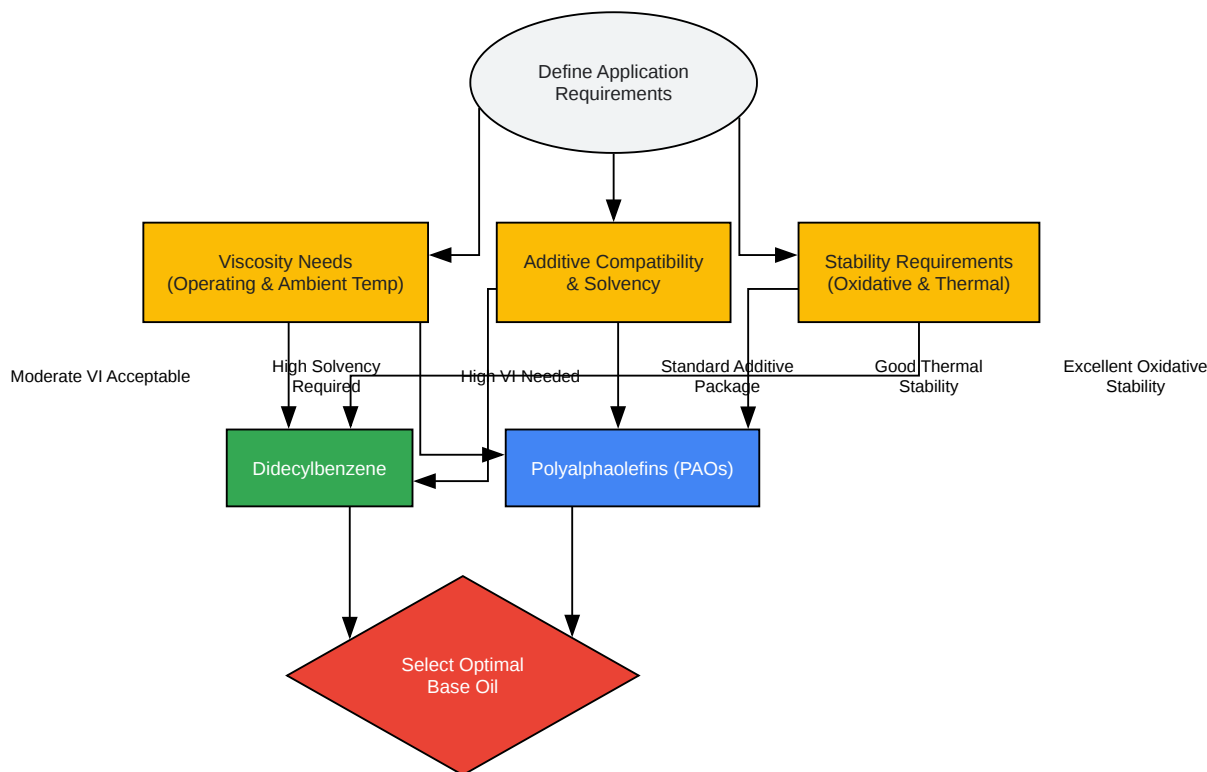 Define Application
Requirements
Viscosity Needs
(Operating & Ambient Temp)
Additive Compatibility
& Solvency
Stability Requirements
(Oxidative & Thermal)
Moderate VI Acceptable
High Solvency
Required
High VI Needed
Standard Additive
Package
Good Thermal
Stability
Excellent Oxidative
Stability
Didecylbenzene
Polyalphaolefins (PAOs)
Select Optimal
Base Oil